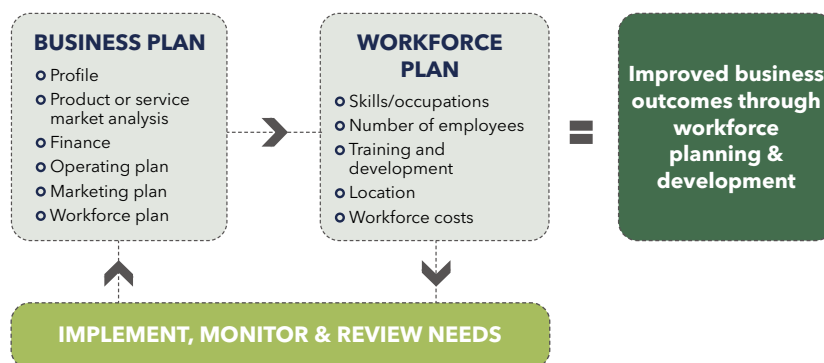 BUSINESS PLAN
Profile
Product or service
market analysis
Finance
Operating plan
Marketing plan
Workforce plan
WORKFORCE
PLAN
Skills/occupations
Number of employees
Training and
development
Location
Workforce costs
=
Improved business
outcomes through
workforce
planning &
development
IMPLEMENT, MONITOR & REVIEW NEEDS